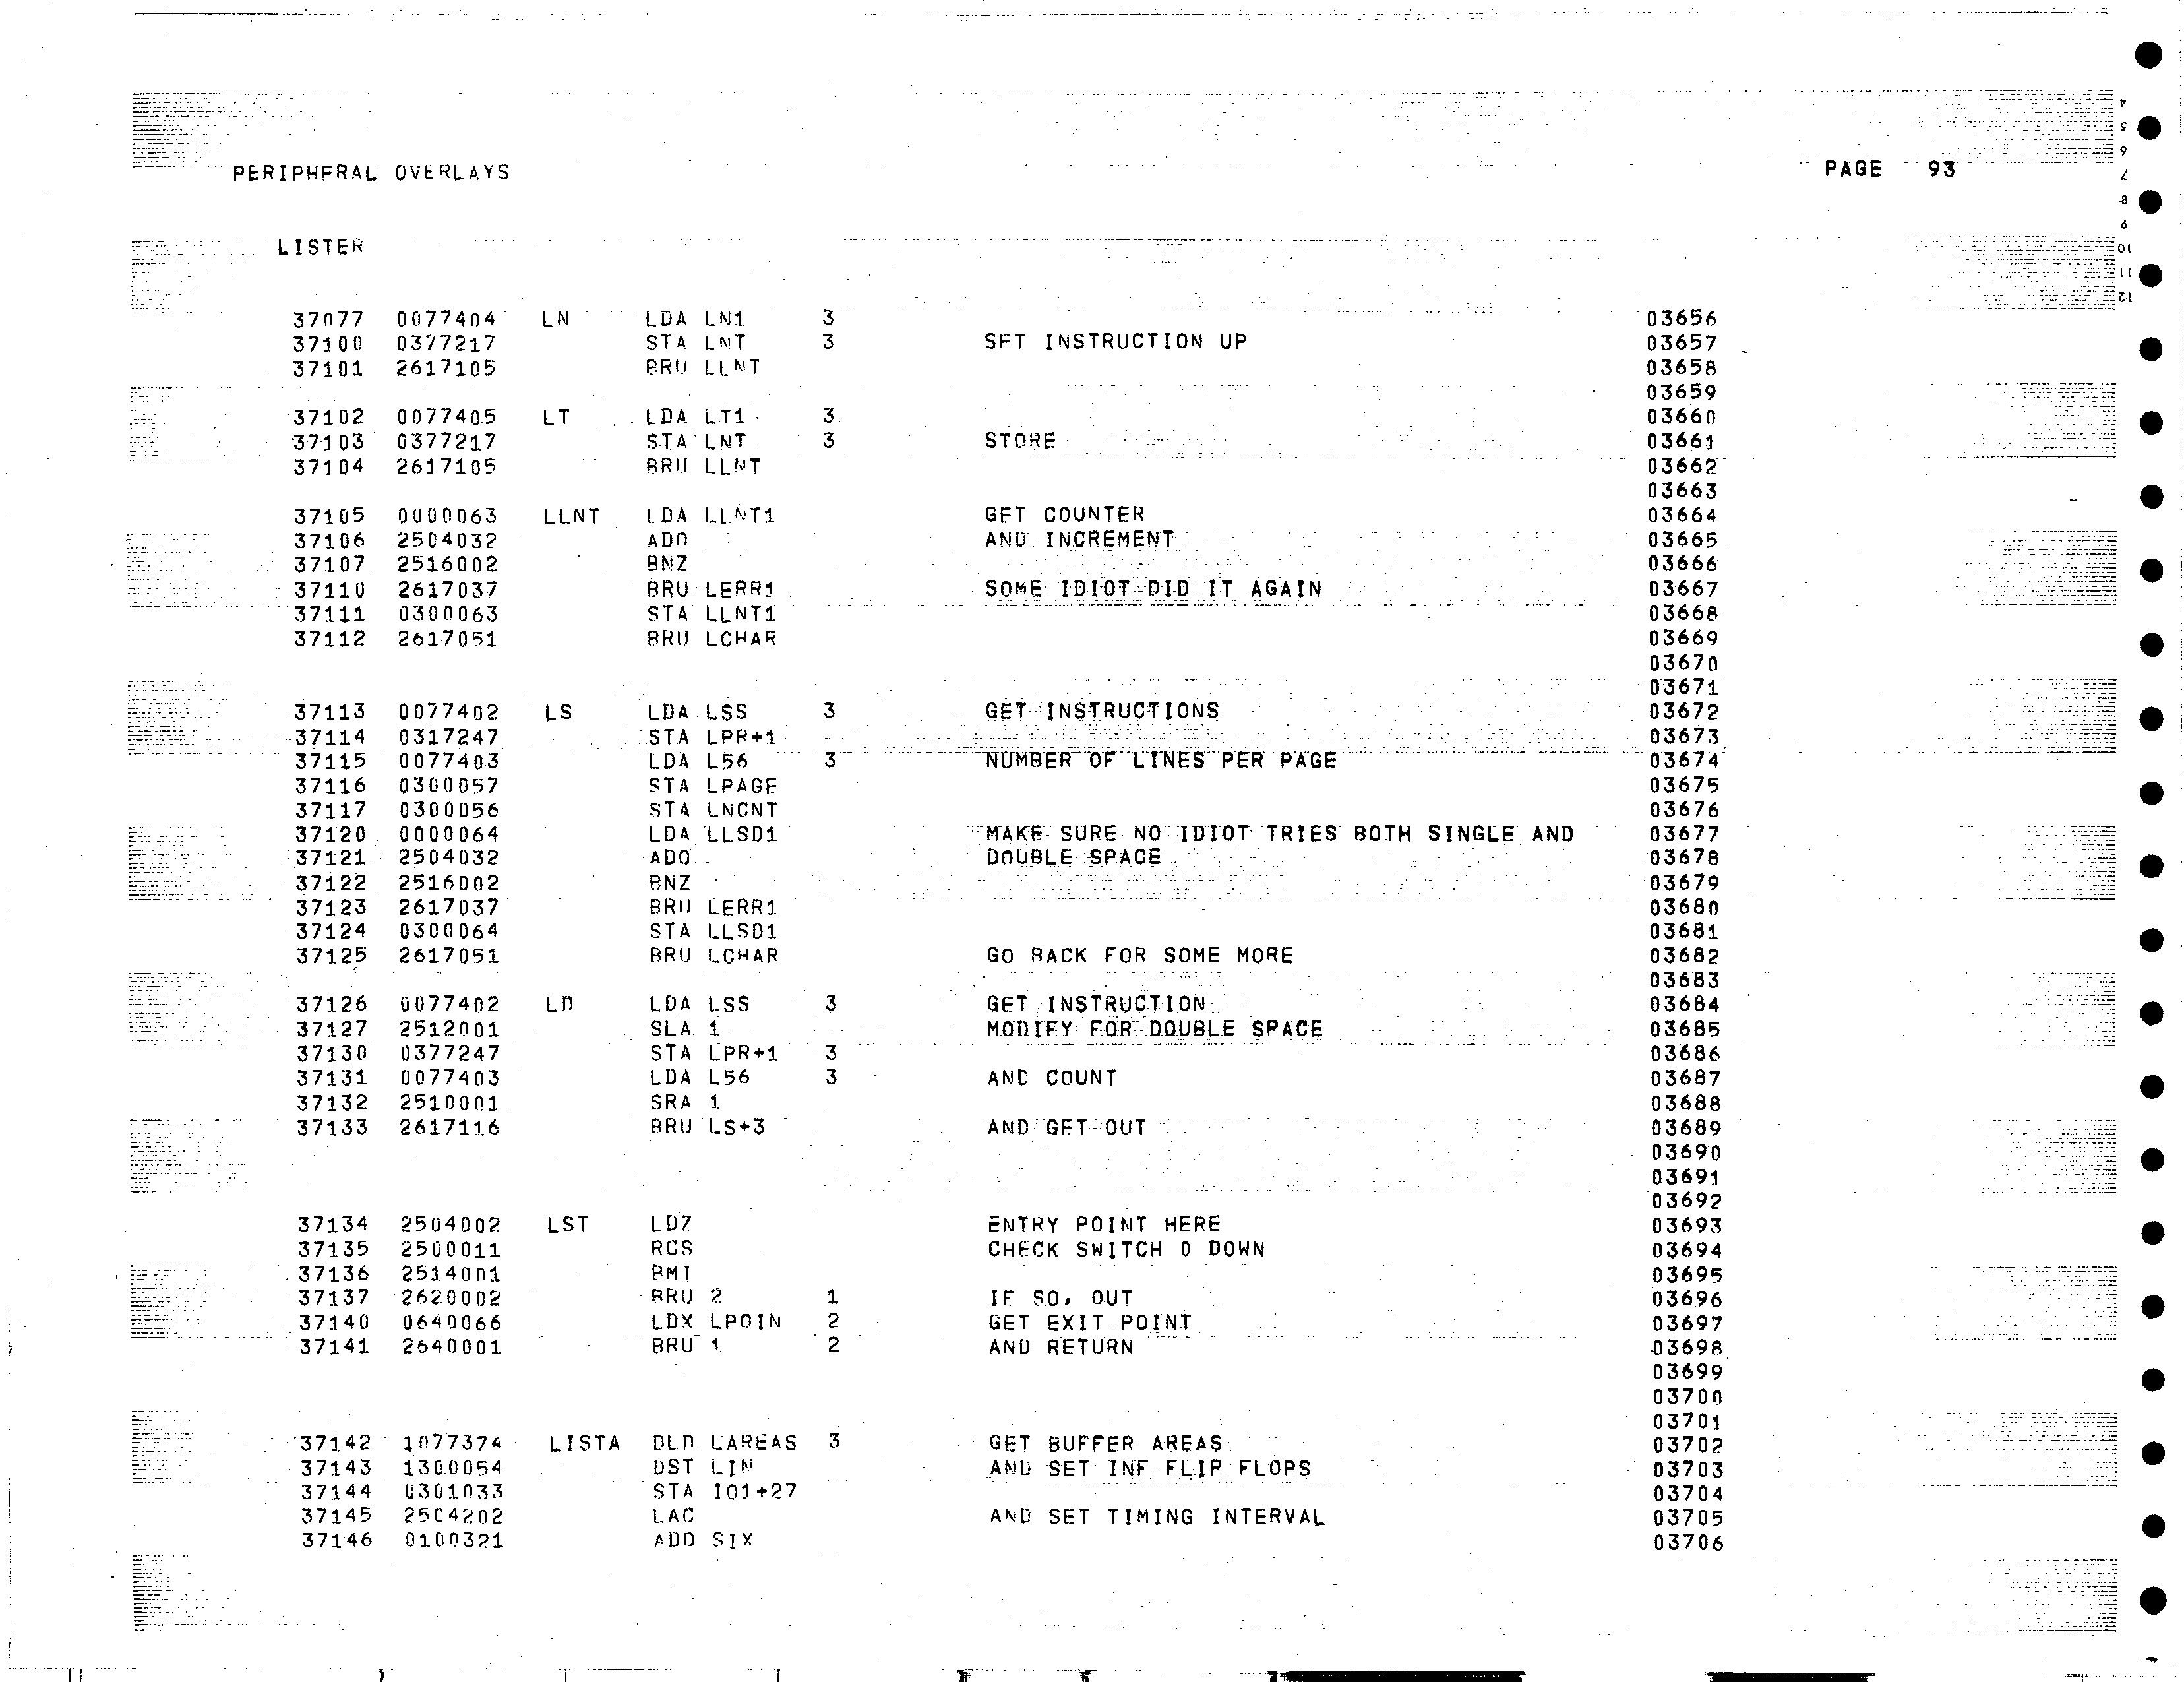 PERIPHERAL OVERLAYS PAGE 93
LISTER
37077 0077404 LN LDA LN1 3 03656
37100 0377217 STA LNT 3 SET INSTRUCTION UP 03657
37101 2617105 BRU LLNT 03658
03659
37102 0077405 LT LDA LT1 3 03660
37103 0377217 STA LNT 3 STORE 03661
37104 2617105 BRU LLNT 03662
03663
37105 0000063 LLNT LDA LLNT1 GET COUNTER 03664
37106 2504032 ADO AND INCREMENT 03665
37107 2516002 BNZ 03666
37110 2617037 BRU LERR1 SOME IDIOT DID IT AGAIN 03667
37111 0300063 STA LLNT1 03668
37112 2617051 BRU LCHAR 03669
03670
03671
37113 0077402 LS LDA LSS 3 GET INSTRUCTIONS 03672
37114 0317247 STA LPR+1 03673
37115 0077403 LDA L56 3 NUMBER OF LINES PER PAGE 03674
37116 0300057 STA LPAGE 03675
37117 0300056 STA LNCNT 03676
37120 0000064 LDA LLSD1 MAKE SURE NO IDIOT TRIES BOTH SINGLE AND 03677
37121 2504032 ADO DOUBLE SPACE 03678
37122 2516002 BNZ 03679
37123 2617037 BRU LERR1 03680
37124 0300064 STA LLSD1 03681
37125 2617051 BRU LCHAR GO BACK FOR SOME MORE 03682
03683
37126 0077402 LD LDA LSS 3 GET INSTRUCTION 03684
37127 2512001 SLA 1 MODIFY FOR DOUBLE SPACE 03685
37130 0377247 STA LPR+1 3 03686
37131 0077403 LDA L56 3 AND COUNT 03687
37132 2510001 SRA 1 03688
37133 2617116 BRU LS+3 AND GET OUT 03689
03690
03691
03692
37134 2504002 LST LDZ ENTRY POINT HERE 03693
37135 2500011 RCS CHECK SWITCH 0 DOWN 03694
37136 2514001 BMI 03695
37137 2620002 BRU 2 1 IF SO, OUT 03696
37140 0640066 LDX LPOIN 2 GET EXIT POINT 03697
37141 2640001 BRU 1 2 AND RETURN 03698
03699
03700
03701
37142 1077374 LISTA DLD LAREAS 3 GET BUFFER AREAS 03702
37143 1300054 DST LIN AND SET INF FLIP FLOPS 03703
37144 0301033 STA IO1+27 03704
37145 2504202 LAC AND SET TIMING INTERVAL 03705
37146 0100321 ADD SIX 03706
4
5
6
7
8
9
10
11
12